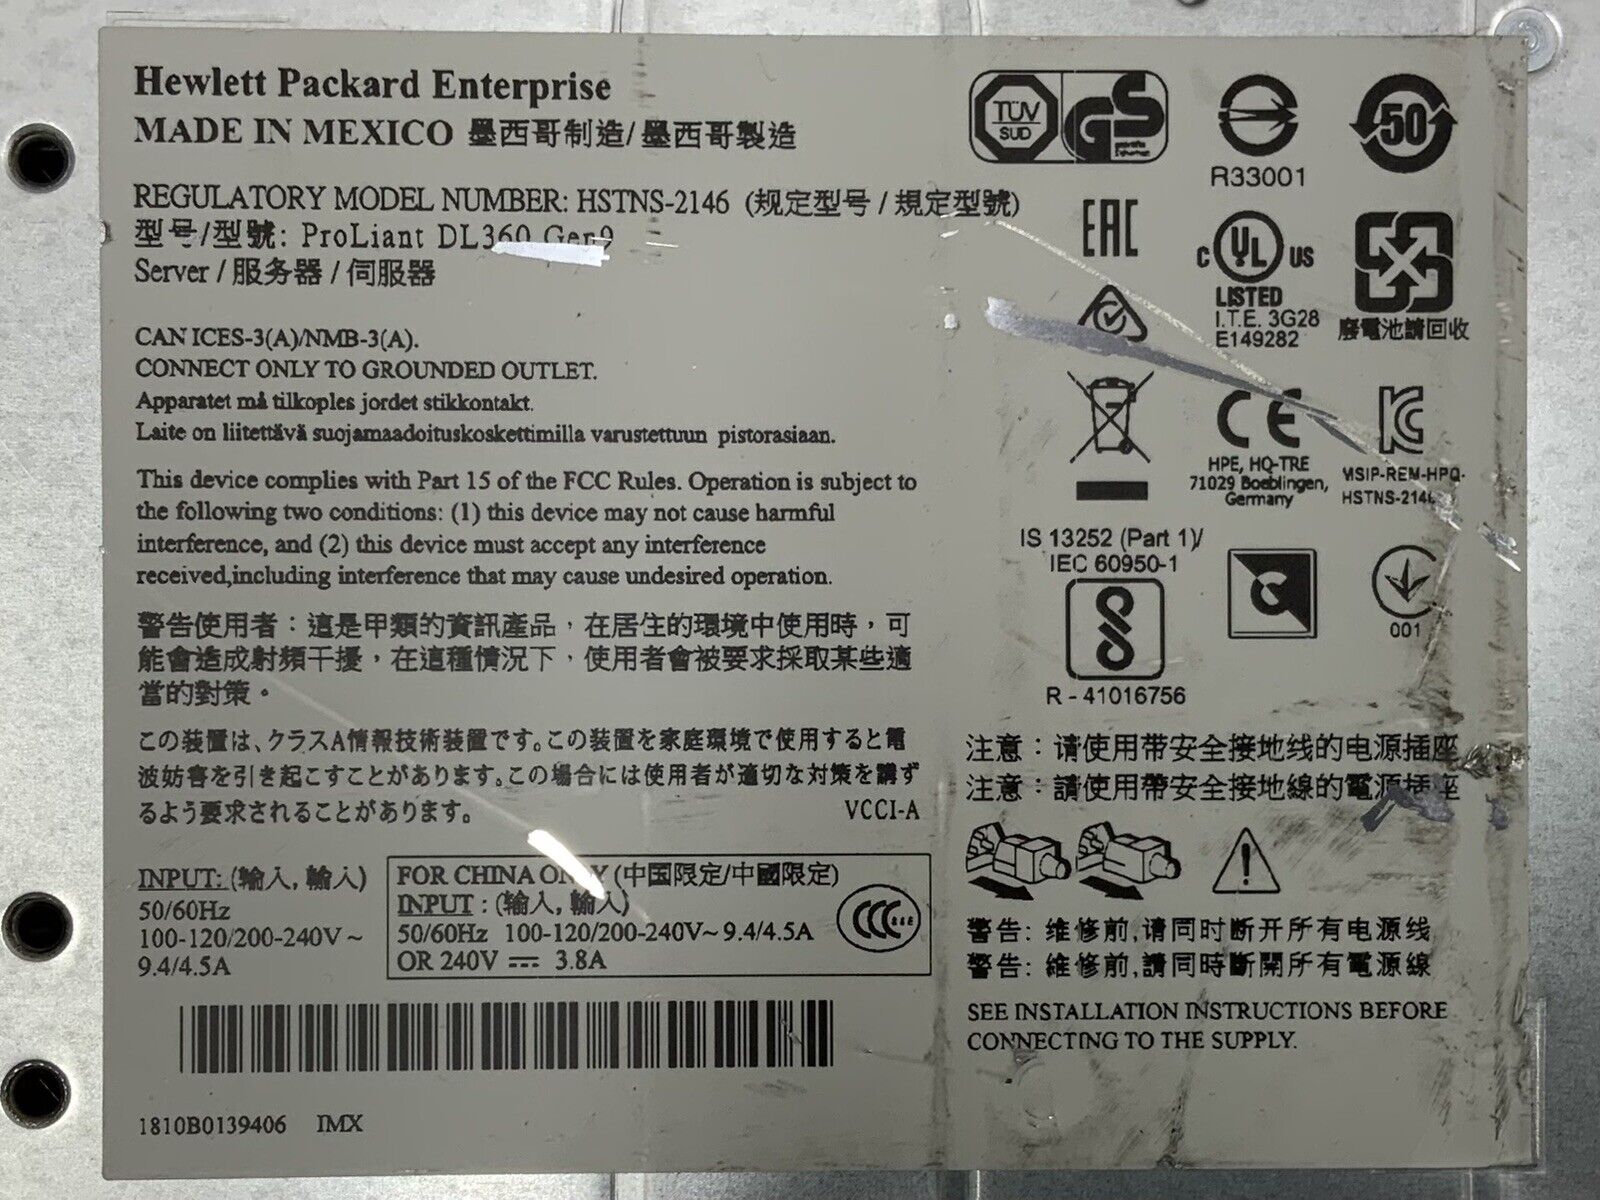 Hewlett Packard Enterprise
MADE IN MEXICO 墨西哥制造/ 墨西哥製造
REGULATORY MODEL NUMBER: HSTNS-2146 (规定型号 / 規定型號)
型号/型號: ProLiant DL360 Gen9
Server / 服务器 / 伺服器
CAN ICES-3(A)/NMB-3(A).
CONNECT ONLY TO GROUNDED OUTLET.
Apparatet må tilkoples jordet stikkontakt.
Laite on liitettävä suojamaadoituskoskettimilla varustettuun pistorasiaan.
This device complies with Part 15 of the FCC Rules. Operation is subject to
the following two conditions: (1) this device may not cause harmful
interference, and (2) this device must accept any interference
received,including interference that may cause undesired operation.
警告使用者：這是甲類的資訊產品，在居住的環境中使用時，可
能會造成射頻干擾，在這種情況下，使用者會被要求採取某些適
當的對策。
この装置は、クラスA情報技術装置です。この装置を家庭環境で使用すると電
波妨害を引き起こすことがあります。この場合には使用者が適切な対策を講ず
るよう要求されることがあります。
VCCI-A
INPUT: (输入, 輸入)
50/60Hz
100-120/200-240V~
9.4/4.5A
FOR CHINA ONLY (中国限定/中國限定)
INPUT : (输入, 輸入)
50/60Hz 100-120/200-240V~ 9.4/4.5A
OR 240V ⎓ 3.8A
CCC
1810B0139406 IMX
TÜV
SUD
GS
R33001
50
EAC
C UL US
LISTED
I.T.E. 3G28
E149282
廢電池請回收
CE
HPE, HQ-TRE
71029 Boeblingen,
Germany
MSIP-REM-HPQ-
HSTNS-2146
IS 13252 (Part 1)/
IEC 60950-1
R - 41016756
C
001
注意：请使用带安全接地线的电源插座
注意：請使用帶安全接地線的電源插座
警告: 维修前,请同时断开所有电源线
警告: 維修前,請同時斷開所有電源線
SEE INSTALLATION INSTRUCTIONS BEFORE
CONNECTING TO THE SUPPLY.